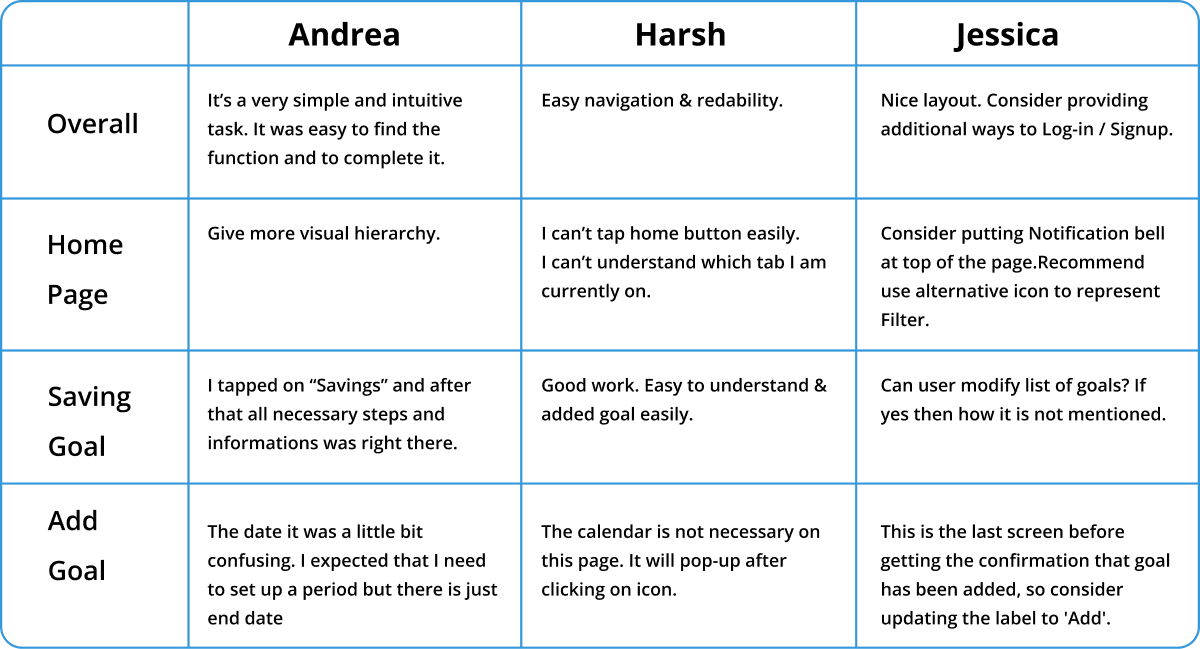 Andrea
Harsh
Jessica
Overall
It’s a very simple and intuitive
task. It was easy to find the
function and to complete it.
Easy navigation & redability.
Nice layout. Consider providing
additional ways to Log-in / Signup.
Home
Page
Give more visual hierarchy.
I can’t tap home button easily.
I can’t understand which tab I am
currently on.
Consider putting Notification bell
at top of the page.Recommend
use alternative icon to represent
Filter.
Saving
Goal
I tapped on “Savings” and after
that all necessary steps and
informations was right there.
Good work. Easy to understand &
added goal easily.
Can user modify list of goals? If
yes then how it is not mentioned.
Add
Goal
The date it was a little bit
confusing. I expected that I need
to set up a period but there is just
end date
The calendar is not necessary on
this page. It will pop-up after
clicking on icon.
This is the last screen before
getting the confirmation that goal
has been added, so consider
updating the label to 'Add'.